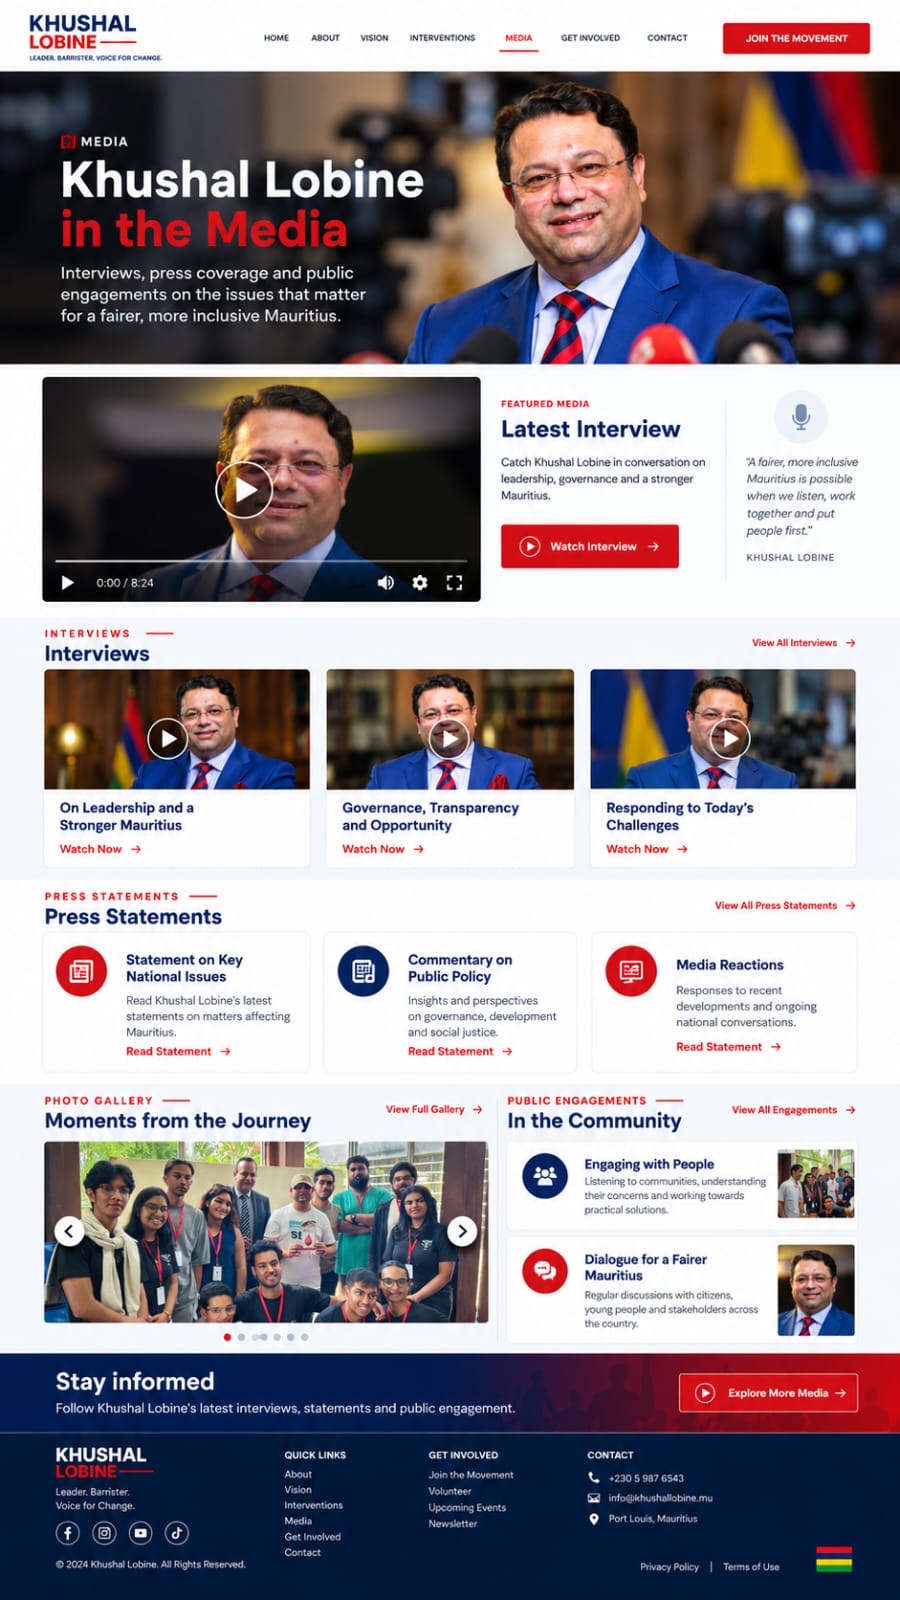 KHUSHAL
LOBINE
LEADER. BARRISTER. VOICE FOR CHANGE.
HOME
ABOUT
VISION
INTERVENTIONS
MEDIA
GET INVOLVED
CONTACT
JOIN THE MOVEMENT
MEDIA
Khushal Lobine
in the Media
Interviews, press coverage and public
engagements on the issues that matter
for a fairer, more inclusive Mauritius.
0:00 / 8:24
FEATURED MEDIA
Latest Interview
Catch Khushal Lobine in conversation on
leadership, governance and a stronger
Mauritius.
Watch Interview →
"A fairer, more inclusive
Mauritius is possible
when we listen, work
together and put
people first."
KHUSHAL LOBINE
INTERVIEWS
Interviews
View All Interviews →
On Leadership and a
Stronger Mauritius
Watch Now →
Governance, Transparency
and Opportunity
Watch Now →
Responding to Today's
Challenges
Watch Now →
PRESS STATEMENTS
Press Statements
View All Press Statements →
Statement on Key
National Issues
Read Khushal Lobine's latest
statements on matters affecting
Mauritius.
Read Statement →
Commentary on
Public Policy
Insights and perspectives
on governance, development
and social justice.
Read Statement →
Media Reactions
Responses to recent
developments and ongoing
national conversations.
Read Statement →
PHOTO GALLERY
Moments from the Journey
View Full Gallery →
PUBLIC ENGAGEMENTS
In the Community
View All Engagements →
Engaging with People
Listening to communities, understanding
their concerns and working towards
practical solutions.
Dialogue for a Fairer
Mauritius
Regular discussions with citizens,
young people and stakeholders across
the country.
Stay informed
Follow Khushal Lobine's latest interviews, statements and public engagement.
Explore More Media →
KHUSHAL
LOBINE
Leader. Barrister.
Voice for Change.
© 2024 Khushal Lobine. All Rights Reserved.
QUICK LINKS
About
Vision
Interventions
Media
Get Involved
Contact
GET INVOLVED
Join the Movement
Volunteer
Upcoming Events
Newsletter
CONTACT
+230 5 987 6543
info@khushallobine.mu
Port Louis, Mauritius
Privacy Policy | Terms of Use